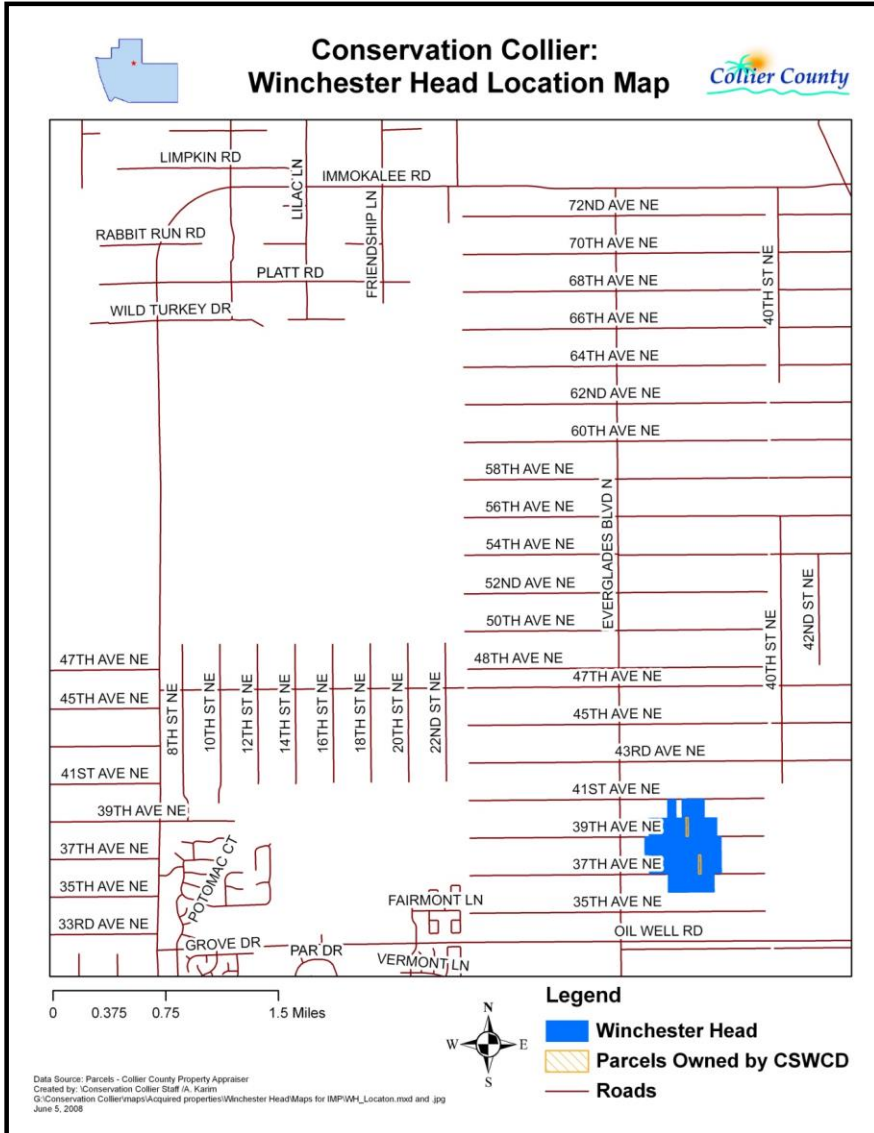 Conservation Collier:
Winchester Head Location Map
Collier County
LIMPKIN RD
LILAC LN
IMMOKALEE RD
FRIENDSHIP LN
RABBIT RUN RD
PLATT RD
WILD TURKEY DR
72ND AVE NE
70TH AVE NE
40TH ST NE
68TH AVE NE
66TH AVE NE
64TH AVE NE
62ND AVE NE
60TH AVE NE
58TH AVE NE
56TH AVE NE
EVERGLADES BLVD N
54TH AVE NE
52ND AVE NE
42ND ST NE
50TH AVE NE
40TH ST NE
48TH AVE NE
47TH AVE NE
47TH AVE NE
45TH AVE NE
45TH AVE NE
8TH ST NE
10TH ST NE
12TH ST NE
14TH ST NE
16TH ST NE
18TH ST NE
20TH ST NE
22ND ST NE
43RD AVE NE
41ST AVE NE
41ST AVE NE
39TH AVE NE
39TH AVE NE
37TH AVE NE
37TH AVE NE
POTOMAC CT
35TH AVE NE
FAIRMONT LN
35TH AVE NE
33RD AVE NE
GROVE DR
PAR DR
VERMONT LN
OIL WELL RD
0 0.375 0.75 1.5 Miles
N
W E
S
Legend
Winchester Head
Parcels Owned by CSWCD
Roads
Data Source: Parcels - Collier County Property Appraiser
Created by: \Conservation Collier Staff /A. Karim
G:\Conservation Collier\maps\Acquired properties\Winchester Head\Maps for IMP\WH_Locaton.mxd and .jpg
June 5, 2008